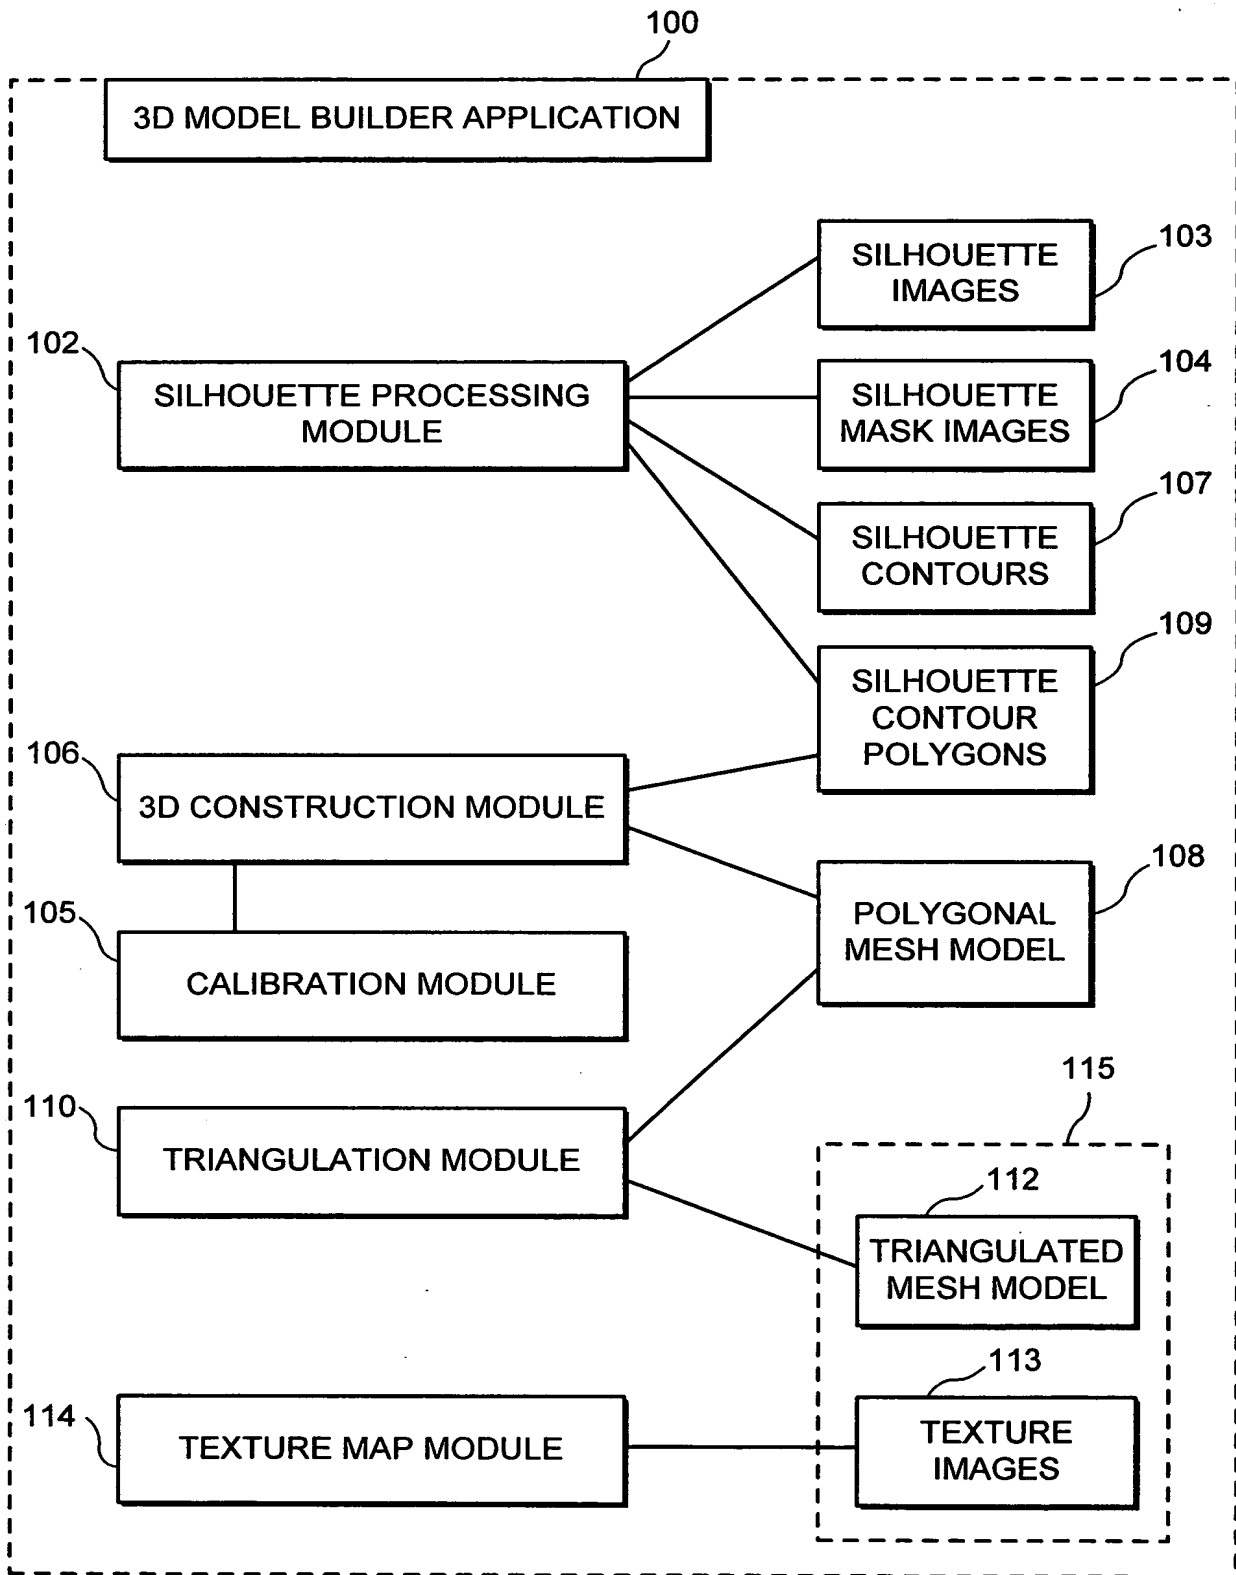 100
3D MODEL BUILDER APPLICATION
103
SILHOUETTE
IMAGES
102
SILHOUETTE PROCESSING
MODULE
104
SILHOUETTE
MASK IMAGES
107
SILHOUETTE
CONTOURS
109
SILHOUETTE
CONTOUR
POLYGONS
106
3D CONSTRUCTION MODULE
108
POLYGONAL
MESH MODEL
105
CALIBRATION MODULE
115
110
TRIANGULATION MODULE
112
TRIANGULATED
MESH MODEL
113
114
TEXTURE MAP MODULE
TEXTURE
IMAGES